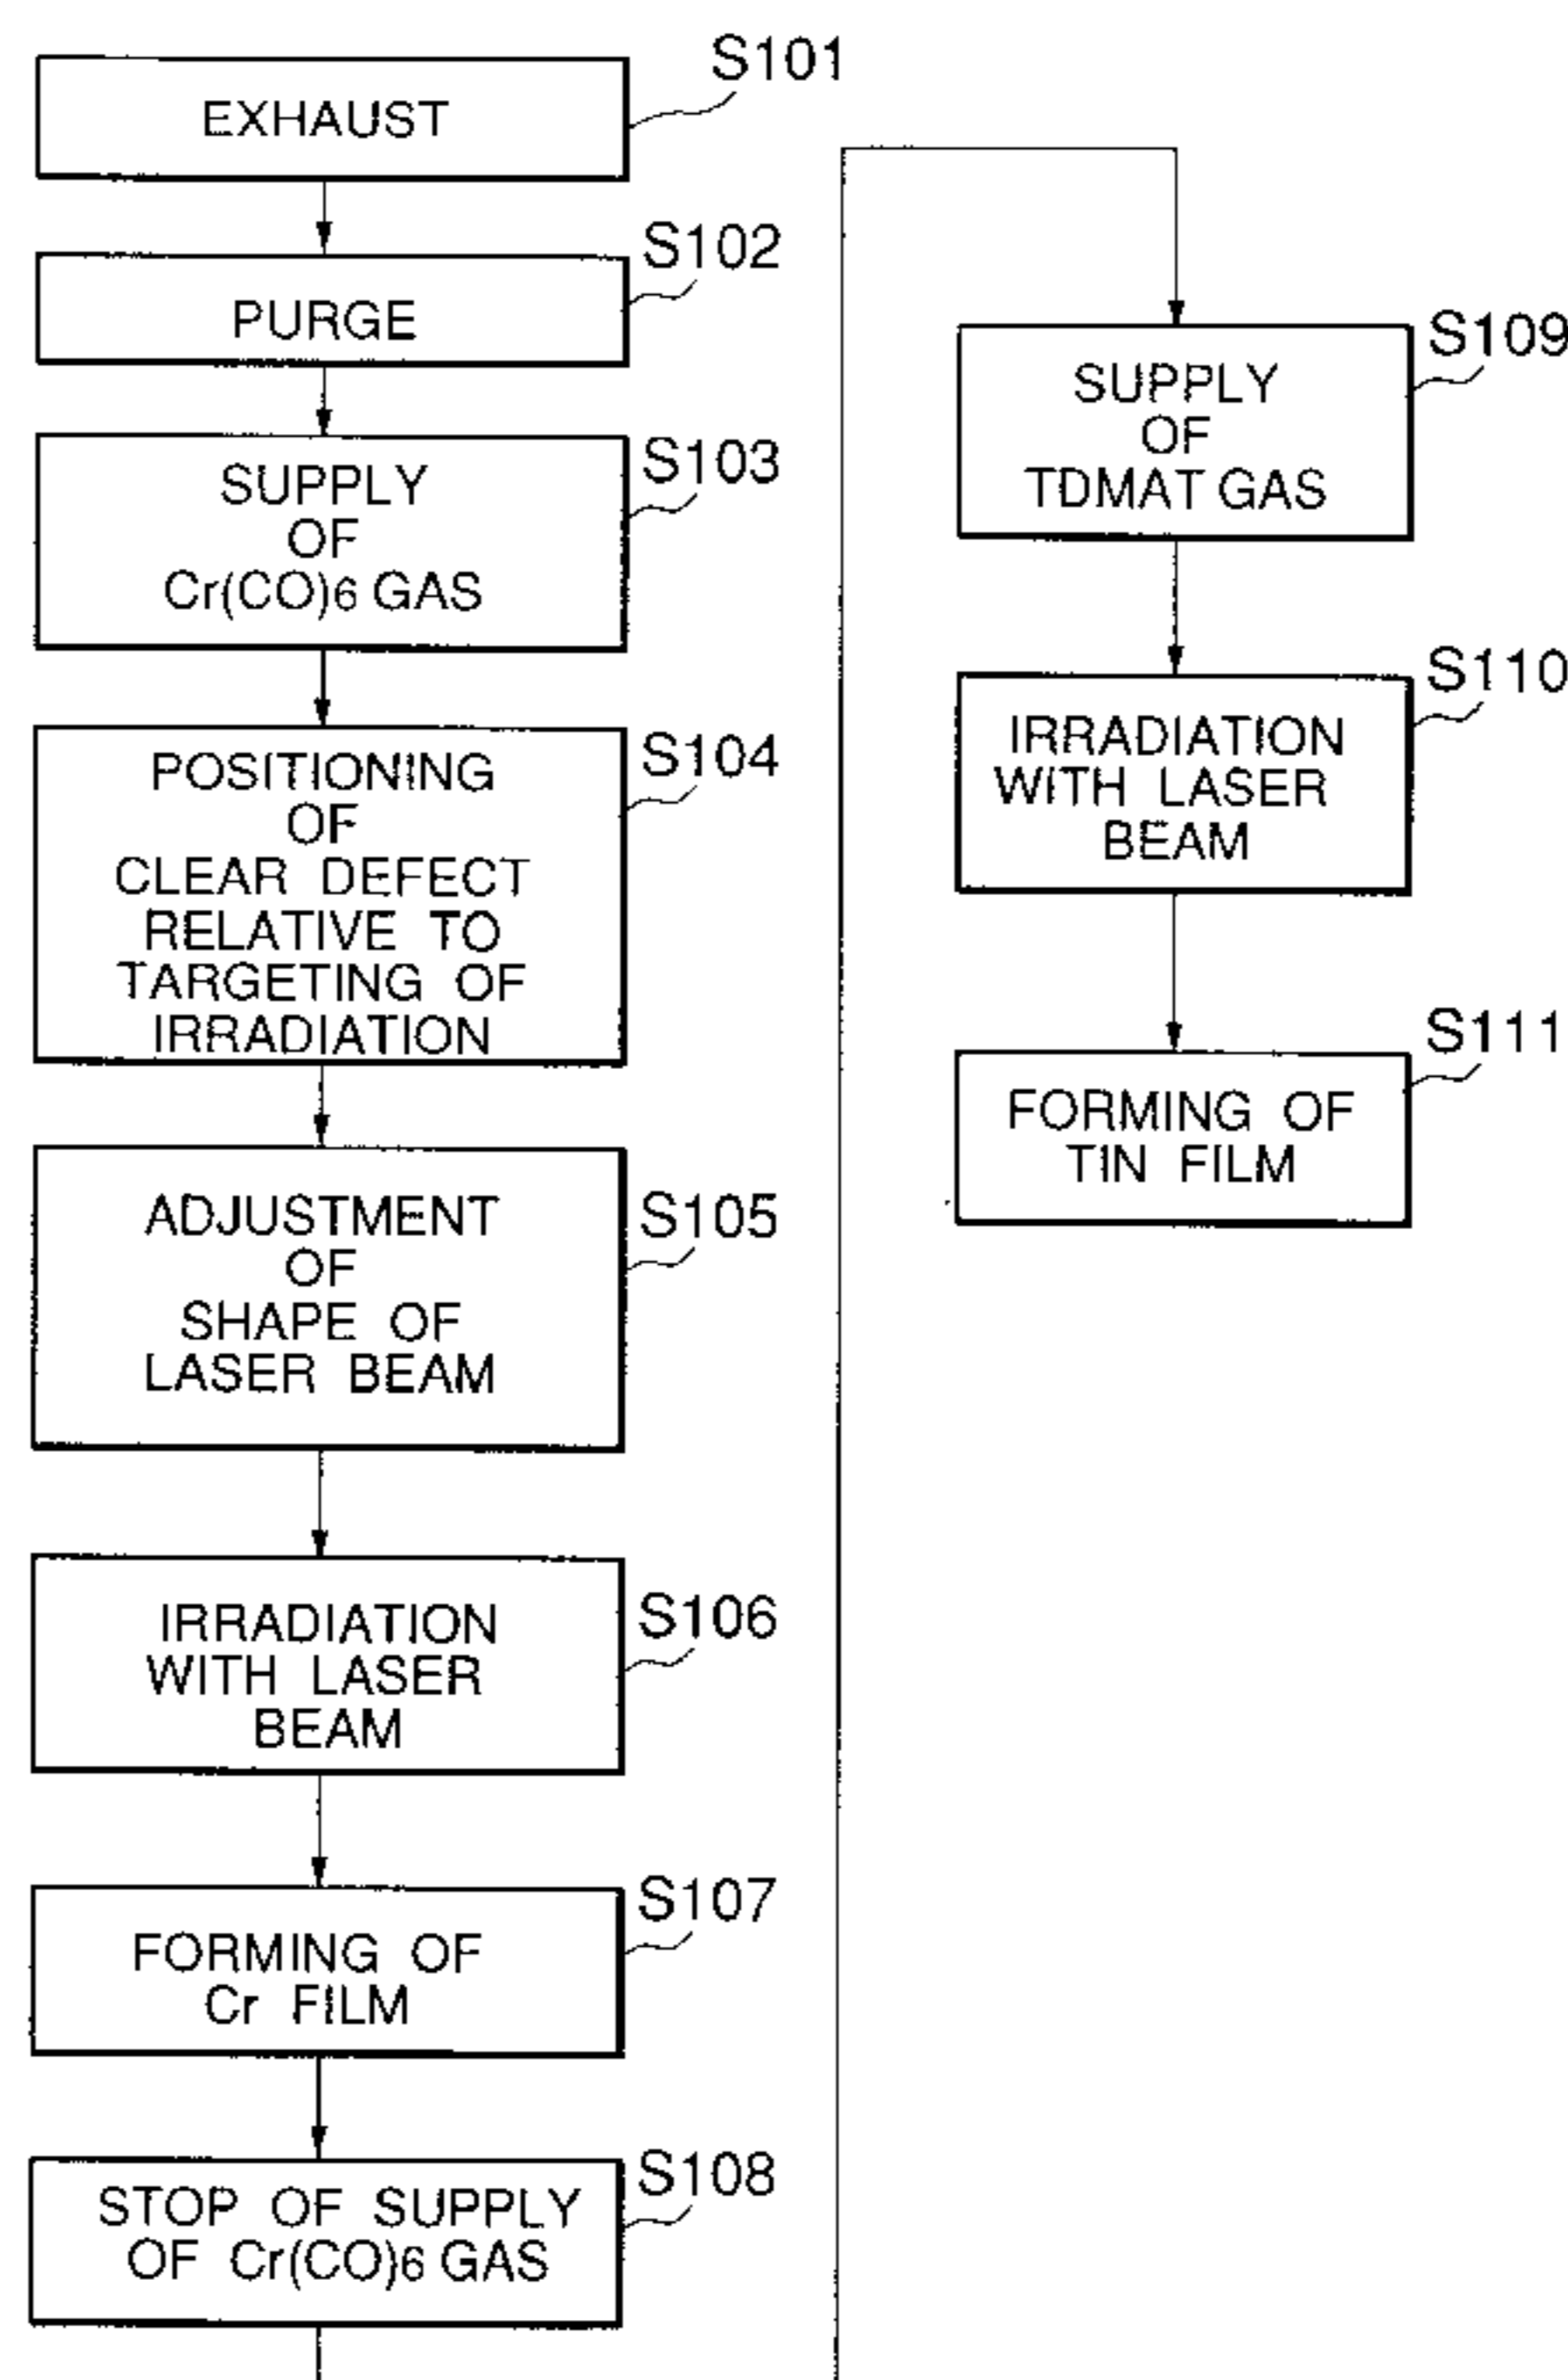 S101
EXHAUST
S102
PURGE
S103
SUPPLY
OF
Cr(CO)6 GAS
S104
POSITIONING
OF
CLEAR DEFECT
RELATIVE TO
TARGETING OF
IRRADIATION
S105
ADJUSTMENT
OF
SHAPE OF
LASER BEAM
S106
IRRADIATION
WITH LASER
BEAM
S107
FORMING OF
Cr FILM
S108
STOP OF SUPPLY
OF Cr(CO)6 GAS
S109
SUPPLY
OF
TDMAT GAS
S110
IRRADIATION
WITH LASER
BEAM
S111
FORMING OF
TIN FILM